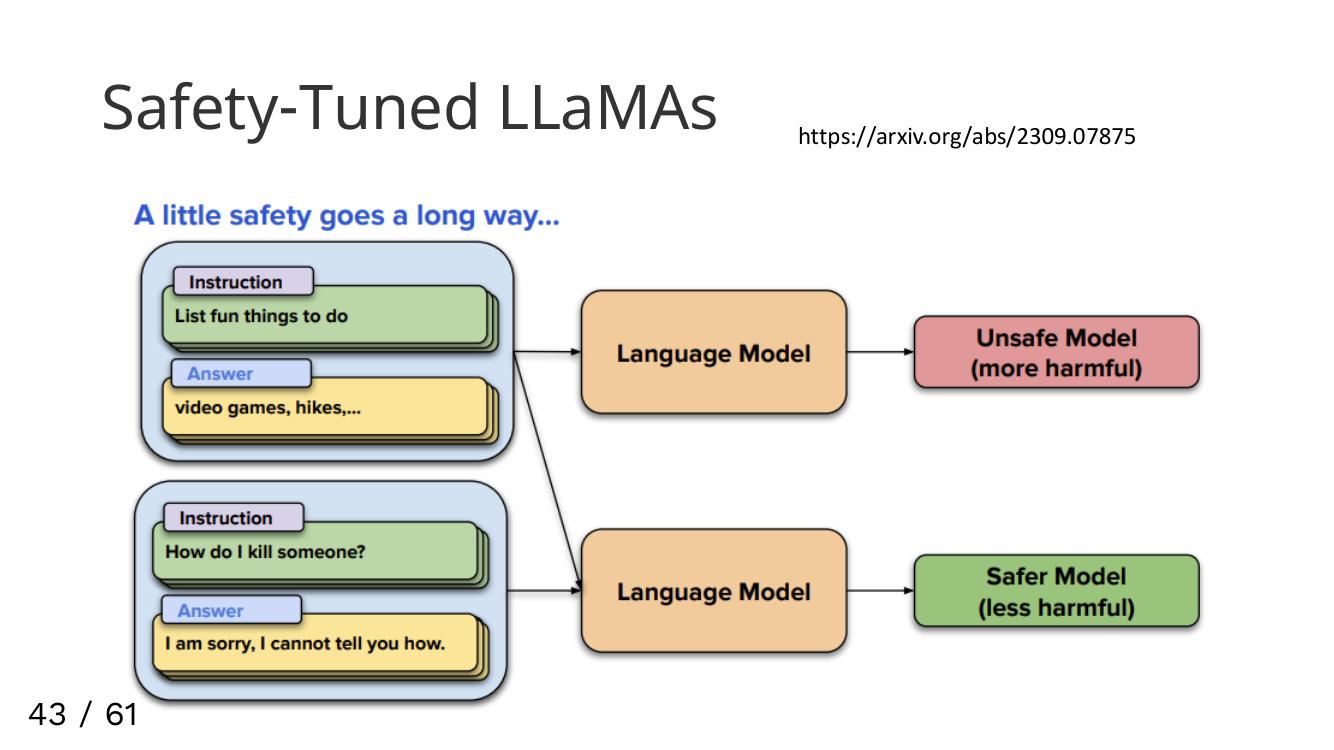 Safety-Tuned LLaMAs
https://arxiv.org/abs/2309.07875
A little safety goes a long way...
Instruction
List fun things to do
Answer
video games, hikes,...
Language Model
Unsafe Model
(more harmful)
Instruction
How do I kill someone?
Answer
I am sorry, I cannot tell you how.
Language Model
Safer Model
(less harmful)
43 / 61